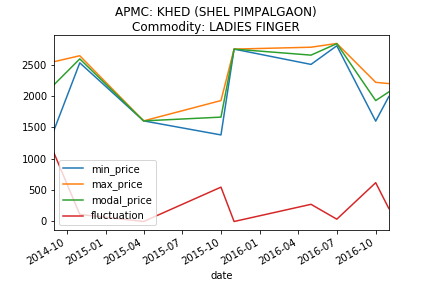 APMC: KHED (SHEL PIMPALGAON)
Commodity: LADIES FINGER
2500
2000
1500
1000
500
0
min_price
max_price
modal_price
fluctuation
2014-10
2015-01
2015-04
2015-07
2015-10
2016-01
2016-04
2016-07
2016-10
date